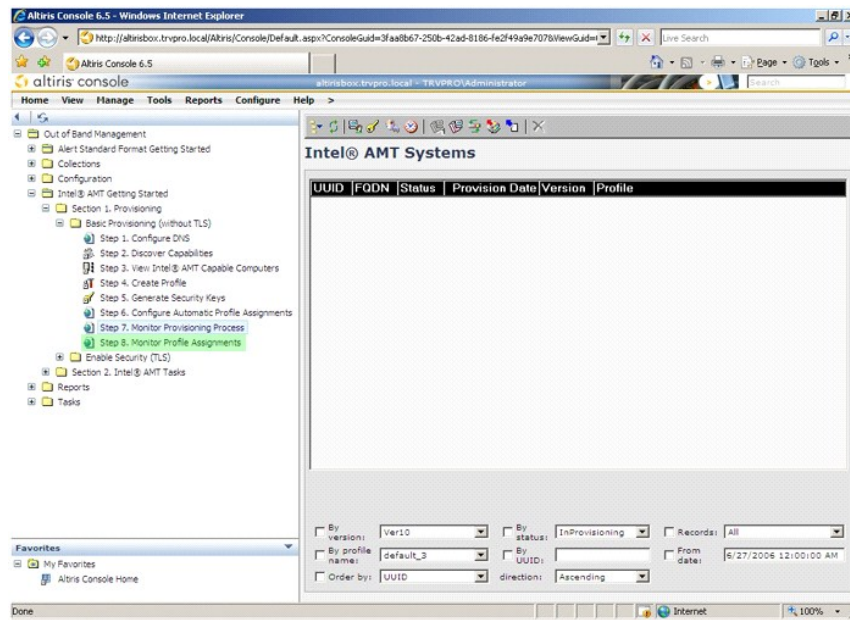 Altiris Console 6.5 - Windows Internet Explorer
http://altirisbox.trvpro.local/Altiris/Console/Default.aspx?ConsoleGuid=3faa8b67-250b-42ad-8186-fe2f49a9e707&ViewGuid=
Live Search
Altiris Console 6.5
Page
Tools
altiris console
altirisbox.trvpro.local - TRVPRO\Administrator
Search
Home View Manage Tools Reports Configure Help >
Out of Band Management
Alert Standard Format Getting Started
Collections
Configuration
Intel® AMT Getting Started
Section 1. Provisioning
Basic Provisioning (without TLS)
Step 1. Configure DNS
Step 2. Discover Capabilities
Step 3. View Intel® AMT Capable Computers
Step 4. Create Profile
Step 5. Generate Security Keys
Step 6. Configure Automatic Profile Assignments
Step 7. Monitor Provisioning Process
Step 8. Monitor Profile Assignments
Enable Security (TLS)
Section 2. Intel® AMT Tasks
Reports
Tasks
Intel® AMT Systems
UUID FQDN Status Provision Date Version Profile
By version: Ver10 By status: InProvisioning Records: All
By profile name: default_3 By UUID: From date: 6/27/2006 12:00:00 AM
Order by: UUID direction: Ascending
Favorites
My Favorites
Altiris Console Home
Done
Internet
100%